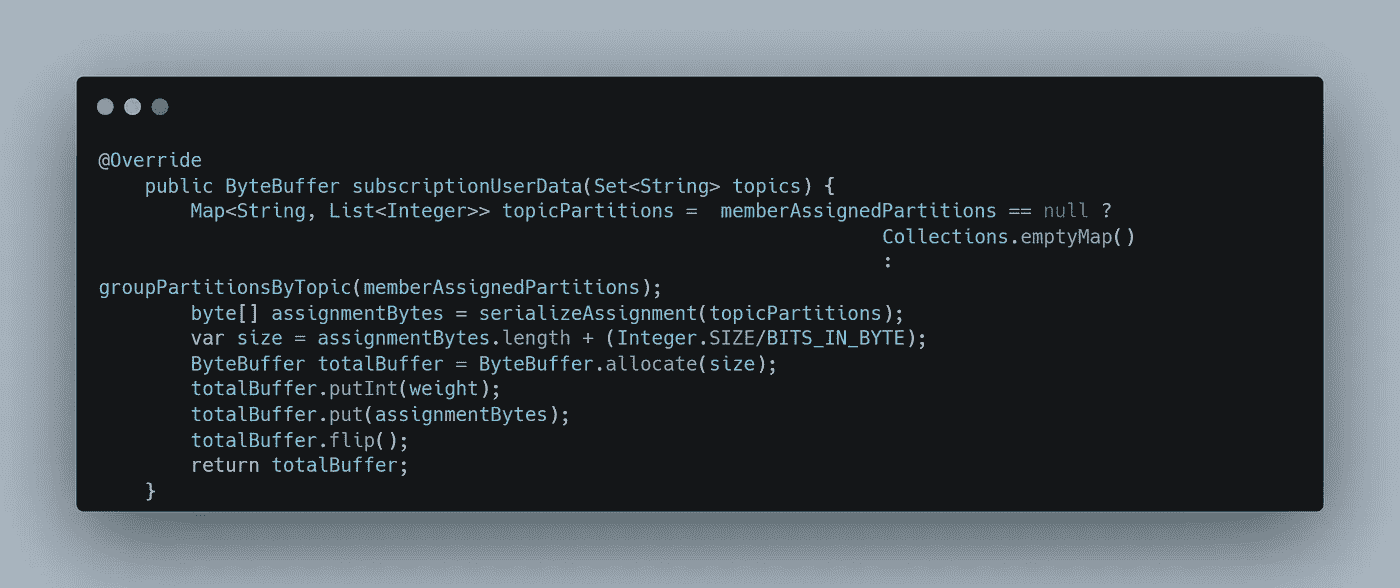 @Override
    public ByteBuffer subscriptionUserData(Set<String> topics) {
        Map<String, List<Integer>> topicPartitions =  memberAssignedPartitions == null ?
                                                                    Collections.emptyMap()
                                                                    :
groupPartitionsByTopic(memberAssignedPartitions);
        byte[] assignmentBytes = serializeAssignment(topicPartitions);
        var size = assignmentBytes.length + (Integer.SIZE/BITS_IN_BYTE);
        ByteBuffer totalBuffer = ByteBuffer.allocate(size);
        totalBuffer.putInt(weight);
        totalBuffer.put(assignmentBytes);
        totalBuffer.flip();
        return totalBuffer;
    }